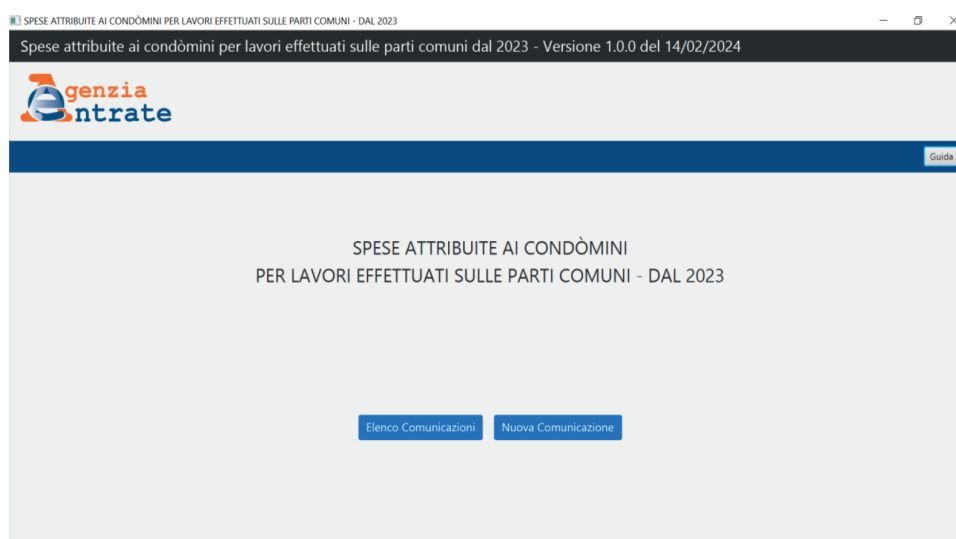 SPESE ATTRIBUITE AI CONDÒMINI PER LAVORI EFFETTUATI SULLE PARTI COMUNI - DAL 2023
Spese attribuite ai condòmini per lavori effettuati sulle parti comuni dal 2023 - Versione 1.0.0 del 14/02/2024
Agenzia
Entrate
Guida
SPESE ATTRIBUITE AI CONDÒMINI
PER LAVORI EFFETTUATI SULLE PARTI COMUNI - DAL 2023
Elenco Comunicazioni Nuova Comunicazione